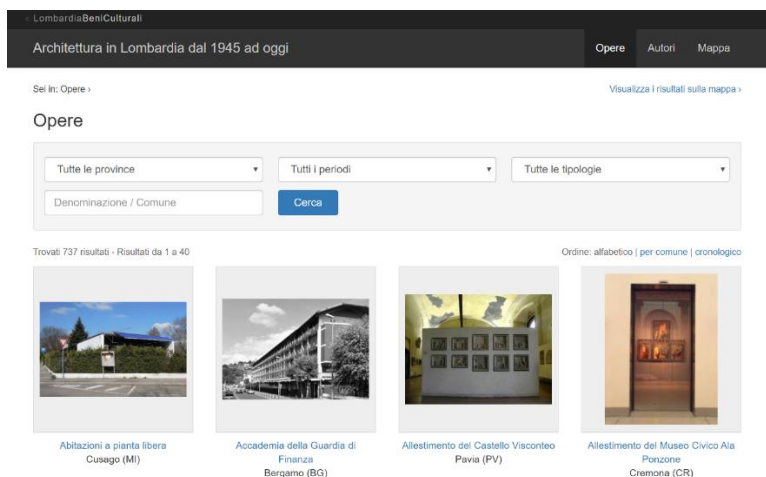 ‹ LombardiaBeniCulturali
Architettura in Lombardia dal 1945 ad oggi
Opere Autori Mappa
Sei in: Opere ›
Visualizza i risultati sulla mappa ›
Opere
Tutte le province Tutti i periodi Tutte le tipologie
Denominazione / Comune Cerca
Trovati 737 risultati - Risultati da 1 a 40
Ordine: alfabetico | per comune | cronologico
Abitazioni a pianta libera
Cusago (MI)
Accademia della Guardia di
Finanza
Bergamo (BG)
Allestimento del Castello Visconteo
Pavia (PV)
Allestimento del Museo Civico Ala
Ponzone
Cremona (CR)